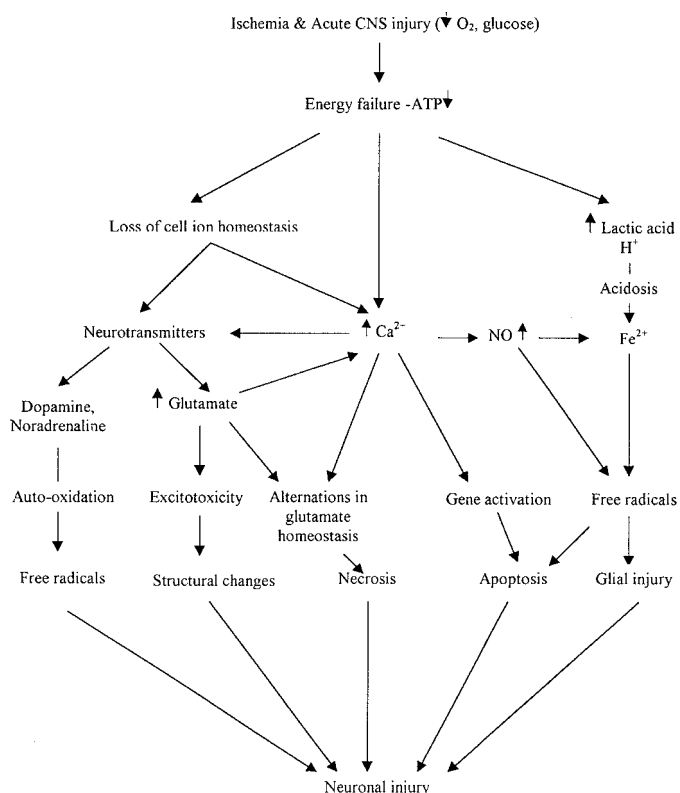 Ischemia & Acute CNS injury (↓ O₂, glucose)
Energy failure -ATP↓
Loss of cell ion homeostasis
↑ Lactic acid
H⁺
Acidosis
Neurotransmitters
↑ Ca²⁻
NO ↑
Fe²⁺
Dopamine,
Noradrenaline
↑ Glutamate
Auto-oxidation
Excitotoxicity
Alternations in
glutamate
homeostasis
Gene activation
Free radicals
Free radicals
Structural changes
Necrosis
Apoptosis
Glial injury
Neuronal injury